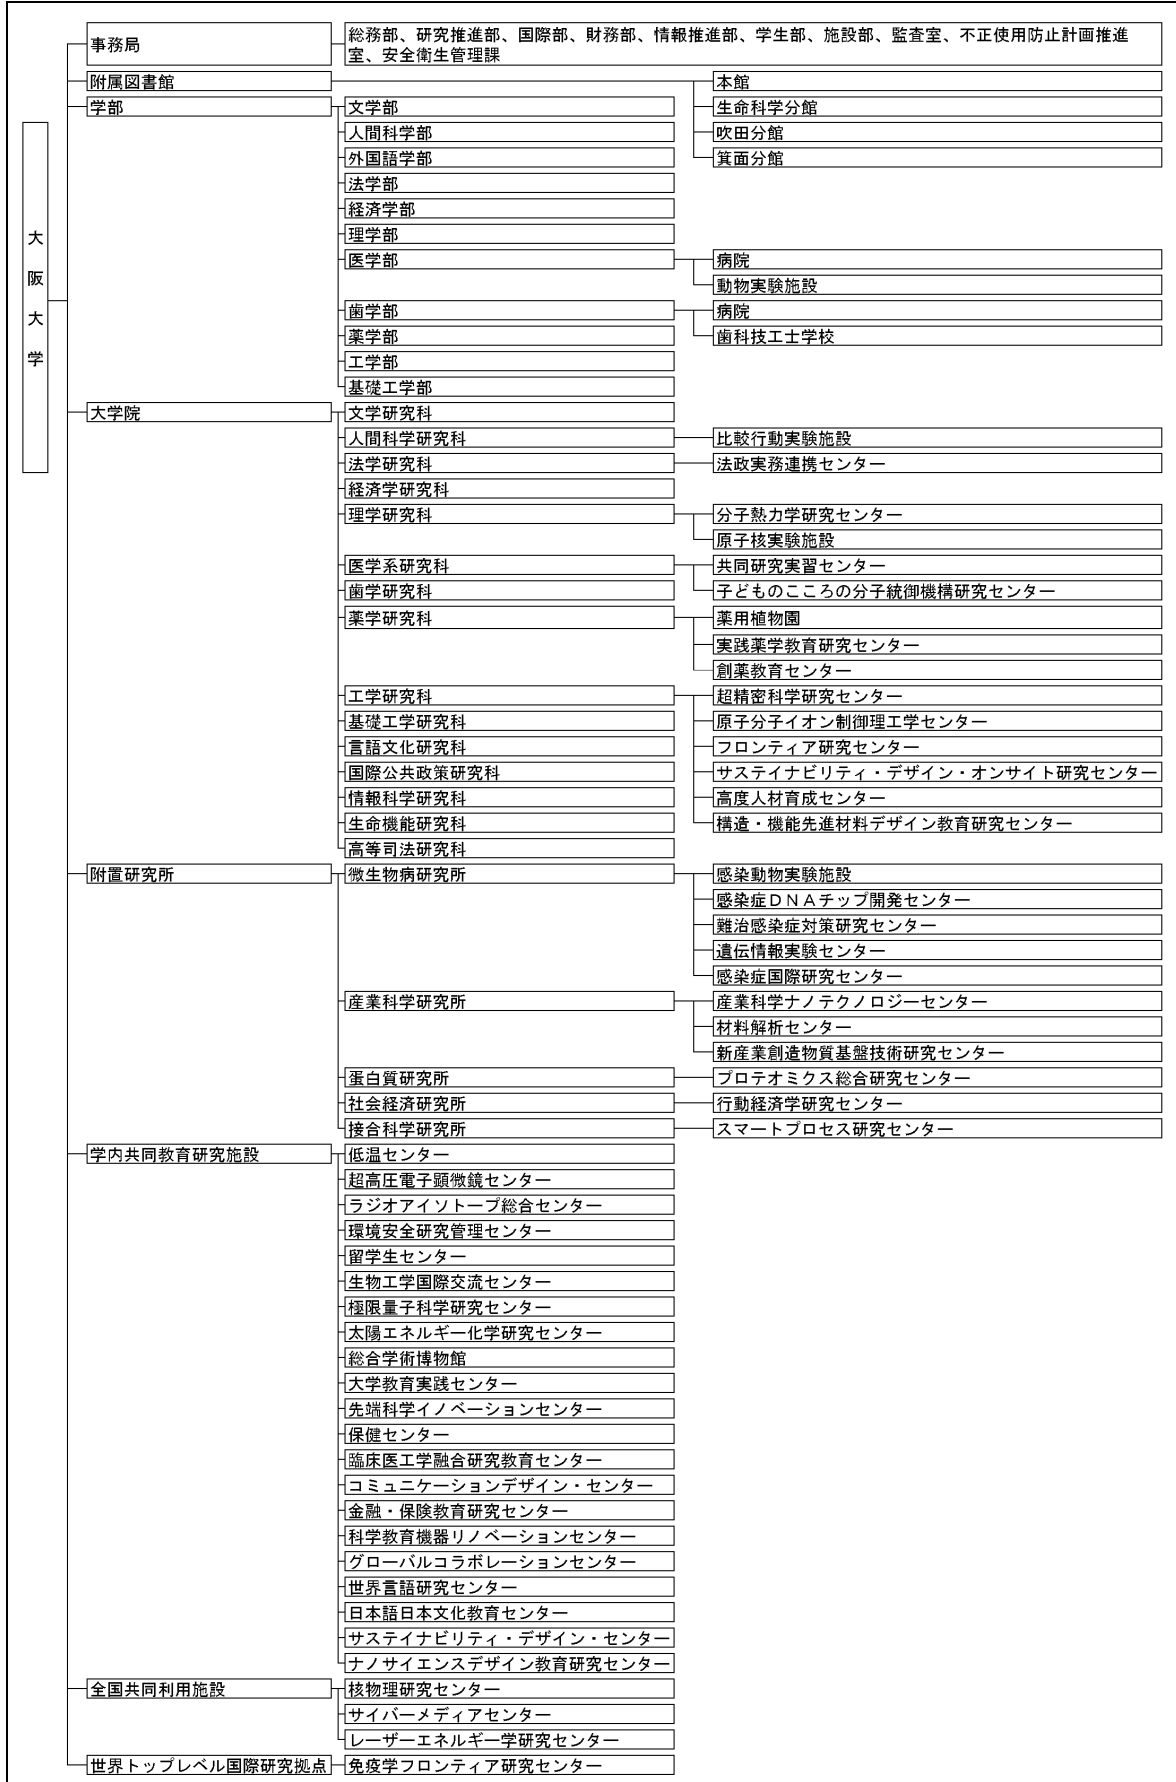 大阪大学
事務局
総務部、研究推進部、国際部、財務部、情報推進部、学生部、施設部、監査室、不正使用防止計画推進
室、安全衛生管理課
附属図書館
本館
生命科学分館
吹田分館
箕面分館
学部
文学部
人間科学部
外国語学部
法学部
経済学部
理学部
医学部
病院
動物実験施設
歯学部
病院
歯科技工士学校
薬学部
工学部
基礎工学部
大学院
文学研究科
人間科学研究科
比較行動実験施設
法学研究科
法政実務連携センター
経済学研究科
理学研究科
分子熱力学研究センター
原子核実験施設
医学系研究科
共同研究実習センター
子どものこころの分子統御機構研究センター
歯学研究科
薬学研究科
薬用植物園
実践薬学教育研究センター
創薬教育センター
工学研究科
超精密科学研究センター
原子分子イオン制御理工学センター
フロンティア研究センター
サステイナビリティ・デザイン・オンサイト研究センター
高度人材育成センター
構造・機能先進材料デザイン教育研究センター
基礎工学研究科
言語文化研究科
国際公共政策研究科
情報科学研究科
生命機能研究科
高等司法研究科
附置研究所
微生物病研究所
感染動物実験施設
感染症DNAチップ開発センター
難治感染症対策研究センター
遺伝情報実験センター
感染症国際研究センター
産業科学研究所
産業科学ナノテクノロジーセンター
材料解析センター
新産業創造物質基盤技術研究センター
蛋白質研究所
プロテオミクス総合研究センター
社会経済研究所
行動経済学研究センター
接合科学研究所
スマートプロセス研究センター
学内共同教育研究施設
低温センター
超高圧電子顕微鏡センター
ラジオアイソトープ総合センター
環境安全研究管理センター
留学生センター
生物工学国際交流センター
極限量子科学研究センター
太陽エネルギー化学研究センター
総合学術博物館
大学教育実践センター
先端科学イノベーションセンター
保健センター
臨床医工学融合研究教育センター
コミュニケーションデザイン・センター
金融・保険教育研究センター
科学教育機器リノベーションセンター
グローバルコラボレーションセンター
世界言語研究センター
日本語日本文化教育センター
サステイナビリティ・デザイン・センター
ナノサイエンスデザイン教育研究センター
全国共同利用施設
核物理研究センター
サイバーメディアセンター
レーザーエネルギー学研究センター
世界トップレベル国際研究拠点
免疫学フロンティア研究センター